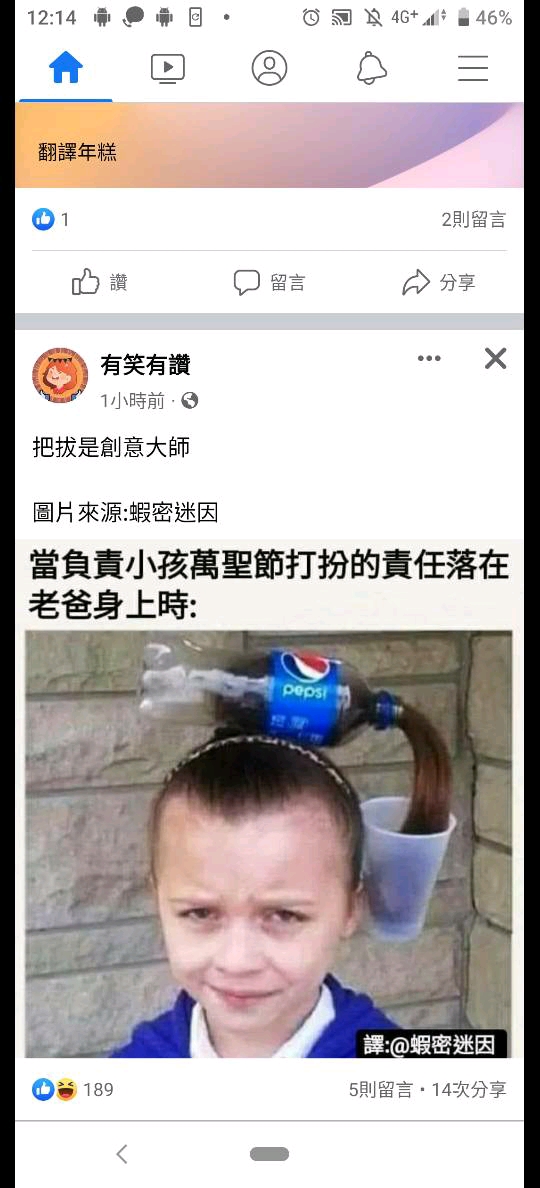 12:14
4G+
46%
翻譯年糕
1
2則留言
讚
留言
分享
有笑有讚
1小時前 ·
把拔是創意大師
圖片來源:蝦密迷因
當負責小孩萬聖節打扮的責任落在
老爸身上時:
pepsi
譯:@蝦密迷因
189
5則留言 • 14次分享